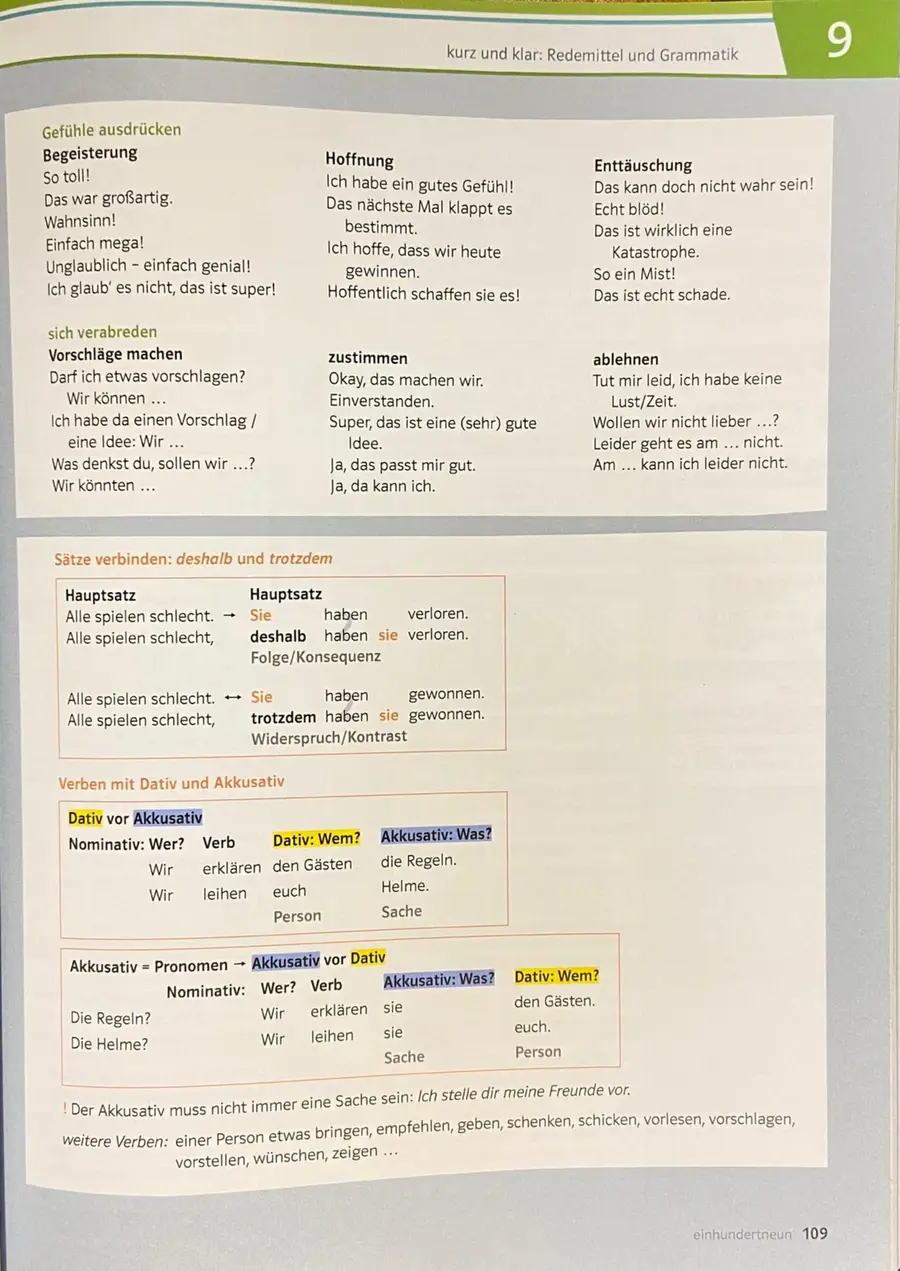 kurz und klar: Redemittel und Grammatik
9
Gefühle ausdrücken
Begeisterung
So toll!
Das war großartig.
Wahnsinn!
Einfach mega!
Unglaublich – einfach genial!
Ich glaub' es nicht, das ist super!
Hoffnung
Ich habe ein gutes Gefühl!
Das nächste Mal klappt es
bestimmt.
Ich hoffe, dass wir heute
gewinnen.
Hoffentlich schaffen sie es!
Enttäuschung
Das kann doch nicht wahr sein!
Echt blöd!
Das ist wirklich eine
Katastrophe.
So ein Mist!
Das ist echt schade.
sich verabreden
Vorschläge machen
Darf ich etwas vorschlagen?
Wir können …
Ich habe da einen Vorschlag /
eine Idee: Wir …
Was denkst du, sollen wir …?
Wir könnten …
zustimmen
Okay, das machen wir.
Einverstanden.
Super, das ist eine (sehr) gute
Idee.
Ja, das passt mir gut.
Ja, da kann ich.
ablehnen
Tut mir leid, ich habe keine
Lust/Zeit.
Wollen wir nicht lieber …?
Leider geht es am … nicht.
Am … kann ich leider nicht.
Sätze verbinden: deshalb und trotzdem
Hauptsatz Hauptsatz
Alle spielen schlecht. → Sie haben verloren.
Alle spielen schlecht, deshalb haben sie verloren.
Folge/Konsequenz
Alle spielen schlecht. ↔ Sie haben gewonnen.
Alle spielen schlecht, trotzdem haben sie gewonnen.
Widerspruch/Kontrast
Verben mit Dativ und Akkusativ
Dativ vor Akkusativ
Nominativ: Wer? Verb Dativ: Wem? Akkusativ: Was?
Wir erklären den Gästen die Regeln.
Wir leihen euch Helme.
Person Sache
Akkusativ = Pronomen → Akkusativ vor Dativ
Nominativ: Wer? Verb Akkusativ: Was? Dativ: Wem?
Die Regeln? Wir erklären sie den Gästen.
Die Helme? Wir leihen sie euch.
Sache Person
! Der Akkusativ muss nicht immer eine Sache sein: Ich stelle dir meine Freunde vor.
weitere Verben: einer Person etwas bringen, empfehlen, geben, schenken, schicken, vorlesen, vorschlagen,
vorstellen, wünschen, zeigen …
einhundertneun 109